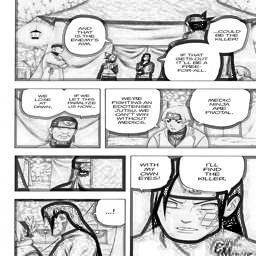 AND
THAT
IS THE
ENEMY'S
AIM.
...COULD
BE THE
KILLER!
IF THAT
GETS OUT
IT'LL BE A
FREE-
FOR-ALL.
WE
LOSE
AT
DAWN.
IF WE
LET THIS
PARALYZE
US NOW...
WE'RE
FIGHTING AN
EDOTENSEI
JUTSU. WE
CAN'T WIN
WITHOUT
MEDICS.
MEDIC
NINJA
ARE
PIVOTAL.
WITH
MY OWN
EYES!
I'LL
FIND
THE
KILLER,
...!